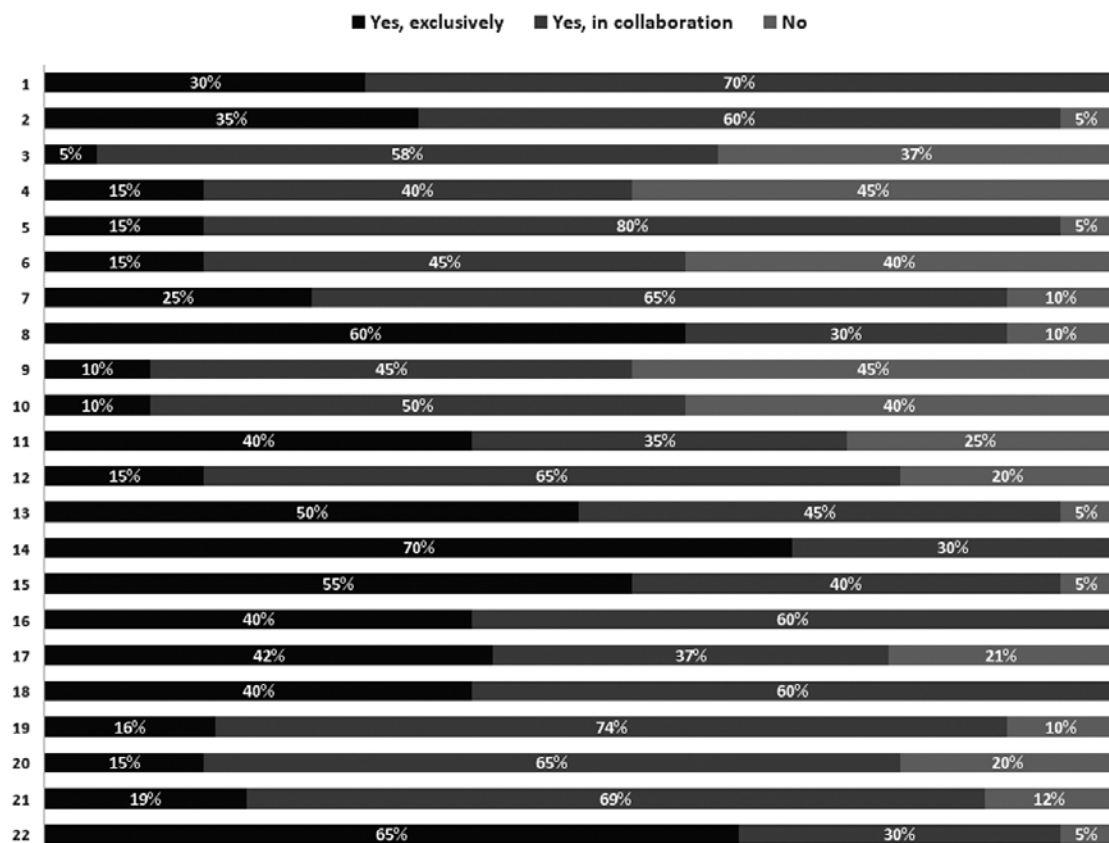 Yes, exclusively Yes, in collaboration No
1 30% 70%
2 35% 60% 5%
3 5% 58% 37%
4 15% 40% 45%
5 15% 80% 5%
6 15% 45% 40%
7 25% 65% 10%
8 60% 30% 10%
9 10% 45% 45%
10 10% 50% 40%
11 40% 35% 25%
12 15% 65% 20%
13 50% 45% 5%
14 70% 30%
15 55% 40% 5%
16 40% 60%
17 42% 37% 21%
18 40% 60%
19 16% 74% 10%
20 15% 65% 20%
21 19% 69% 12%
22 65% 30% 5%